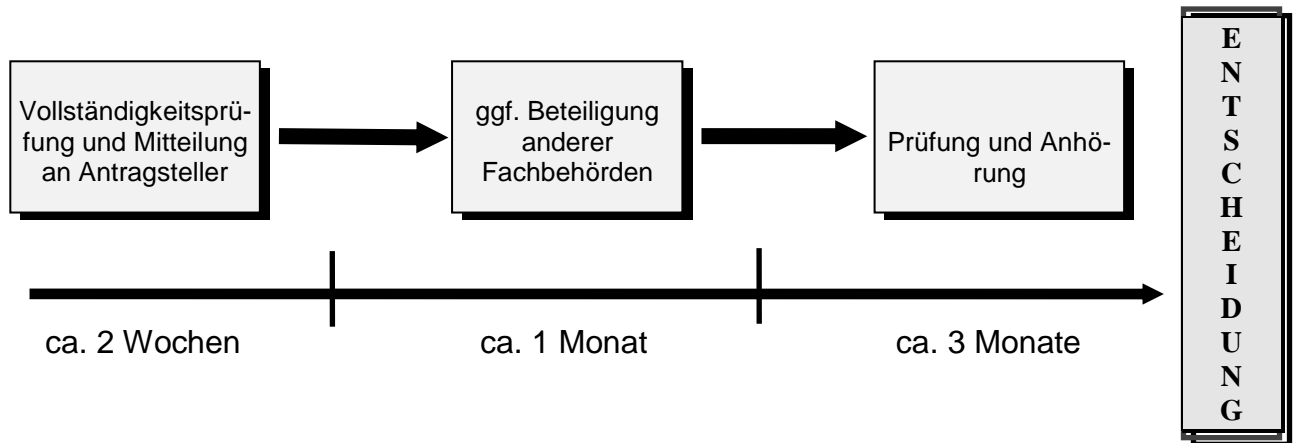 Vollständigkeitsprü-
fung und Mitteilung
an Antragsteller
ggf. Beteiligung
anderer
Fachbehörden
Prüfung und Anhö-
rung
E
N
T
S
C
H
E
I
D
U
N
G
ca. 2 Wochen
ca. 1 Monat
ca. 3 Monate